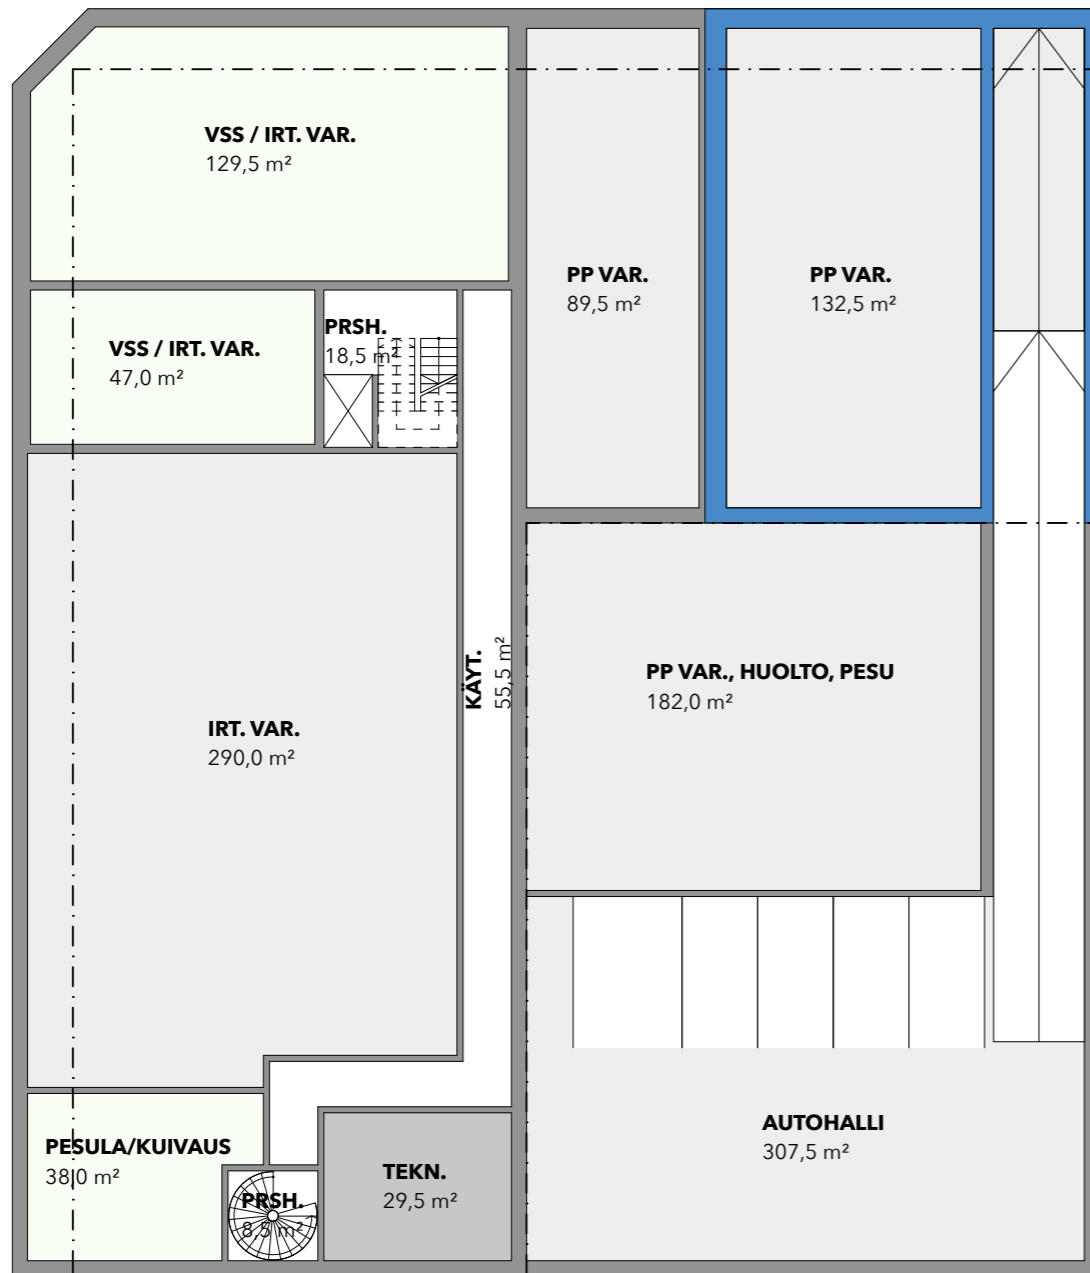 VSS / IRT. VAR.
129,5 m²
PP VAR.
89,5 m²
PP VAR.
132,5 m²
PRSH.
18,5 m²
VSS / IRT. VAR.
47,0 m²
KÄYT.
55,5 m²
PP VAR., HUOLTO, PESU
182,0 m²
IRT. VAR.
290,0 m²
AUTOHALLI
307,5 m²
PESULA/KUIVAUS
38,0 m²
TEKN.
29,5 m²
PRSH.
8,5 m²